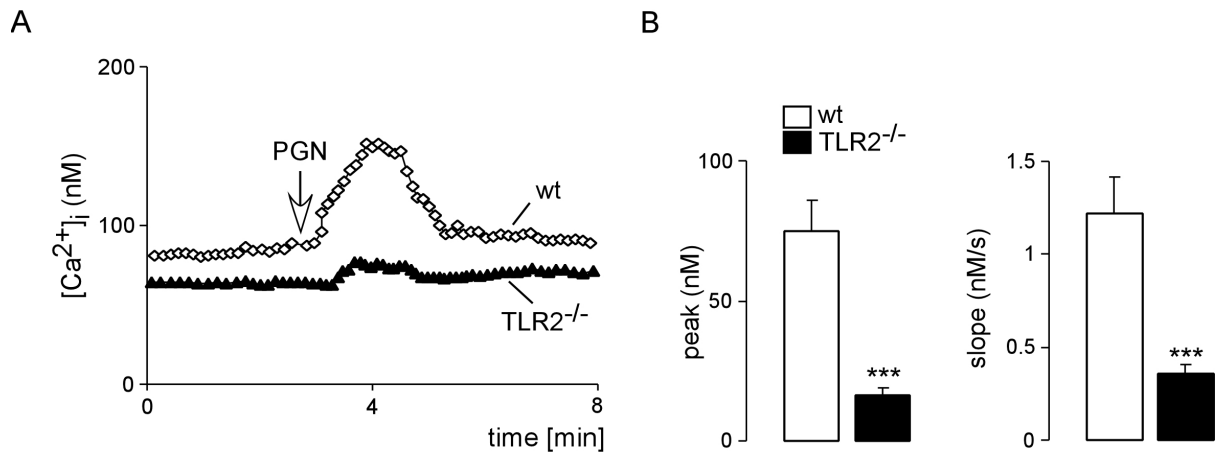 A
200
100
0
[Ca2+]i (nM)
PGN
wt
TLR2-/-
0 4 8
time [min]
B
wt
TLR2-/-
100
50
0
peak (nM)
***
1.5
1
0.5
0
slope (nM/s)
***